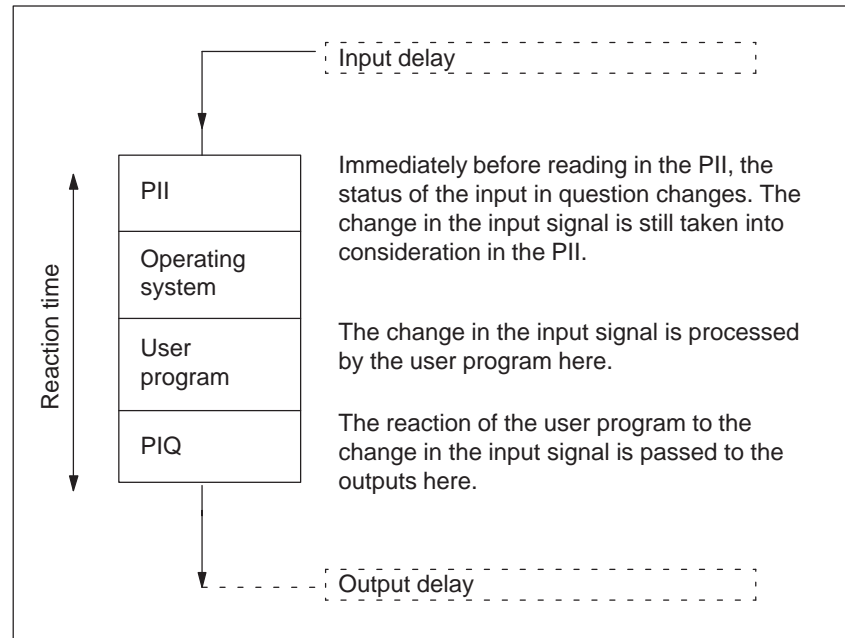 Input delay
Immediately before reading in the PII, the
status of the input in question changes. The
change in the input signal is still taken into
consideration in the PII.
PII
Operating
system
The change in the input signal is processed
by the user program here.
User
program
The reaction of the user program to the
change in the input signal is passed to the
outputs here.
PIQ
Reaction time
Output delay